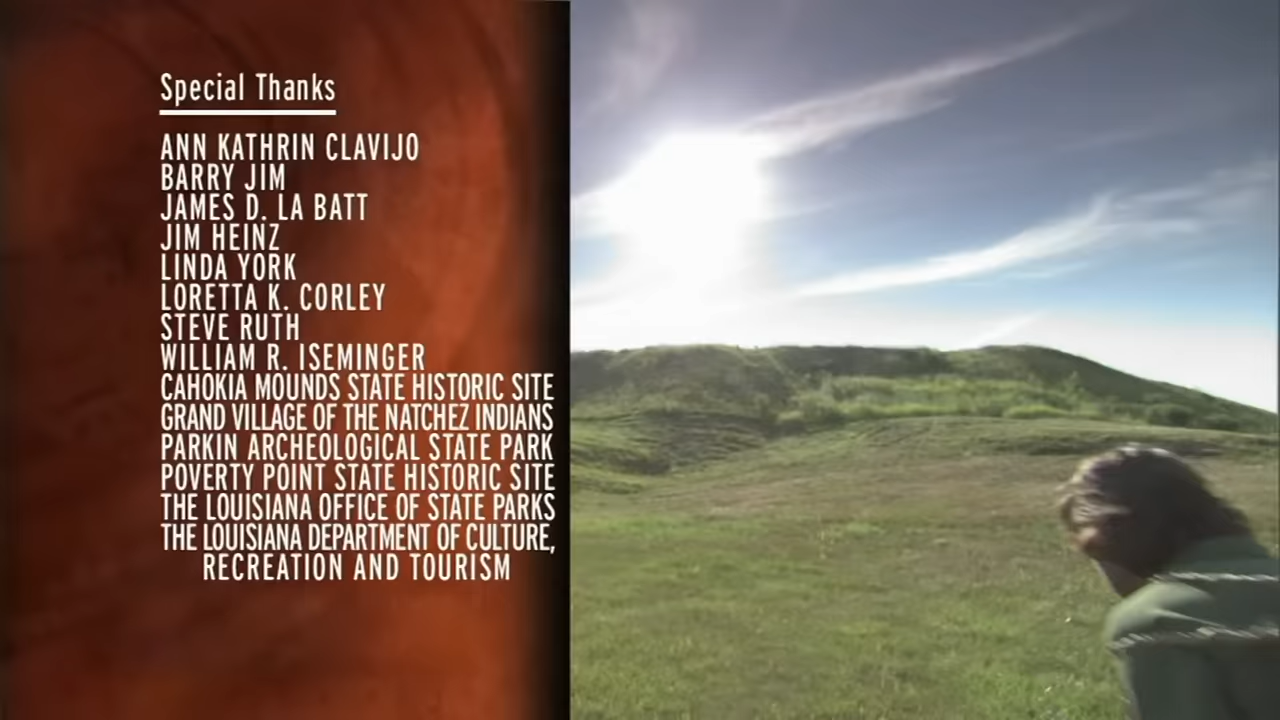 Special Thanks
ANN KATHRIN CLAVIJO
BARRY JIM
JAMES D. LA BATT
JIM HEINZ
LINDA YORK
LORETTA K. CORLEY
STEVE RUTH
WILLIAM R. ISEMINGER
CAHOKIA MOUNDS STATE HISTORIC SITE
GRAND VILLAGE OF THE NATCHEZ INDIANS
PARKIN ARCHEOLOGICAL STATE PARK
POVERTY POINT STATE HISTORIC SITE
THE LOUISIANA OFFICE OF STATE PARKS
THE LOUISIANA DEPARTMENT OF CULTURE,
RECREATION AND TOURISM